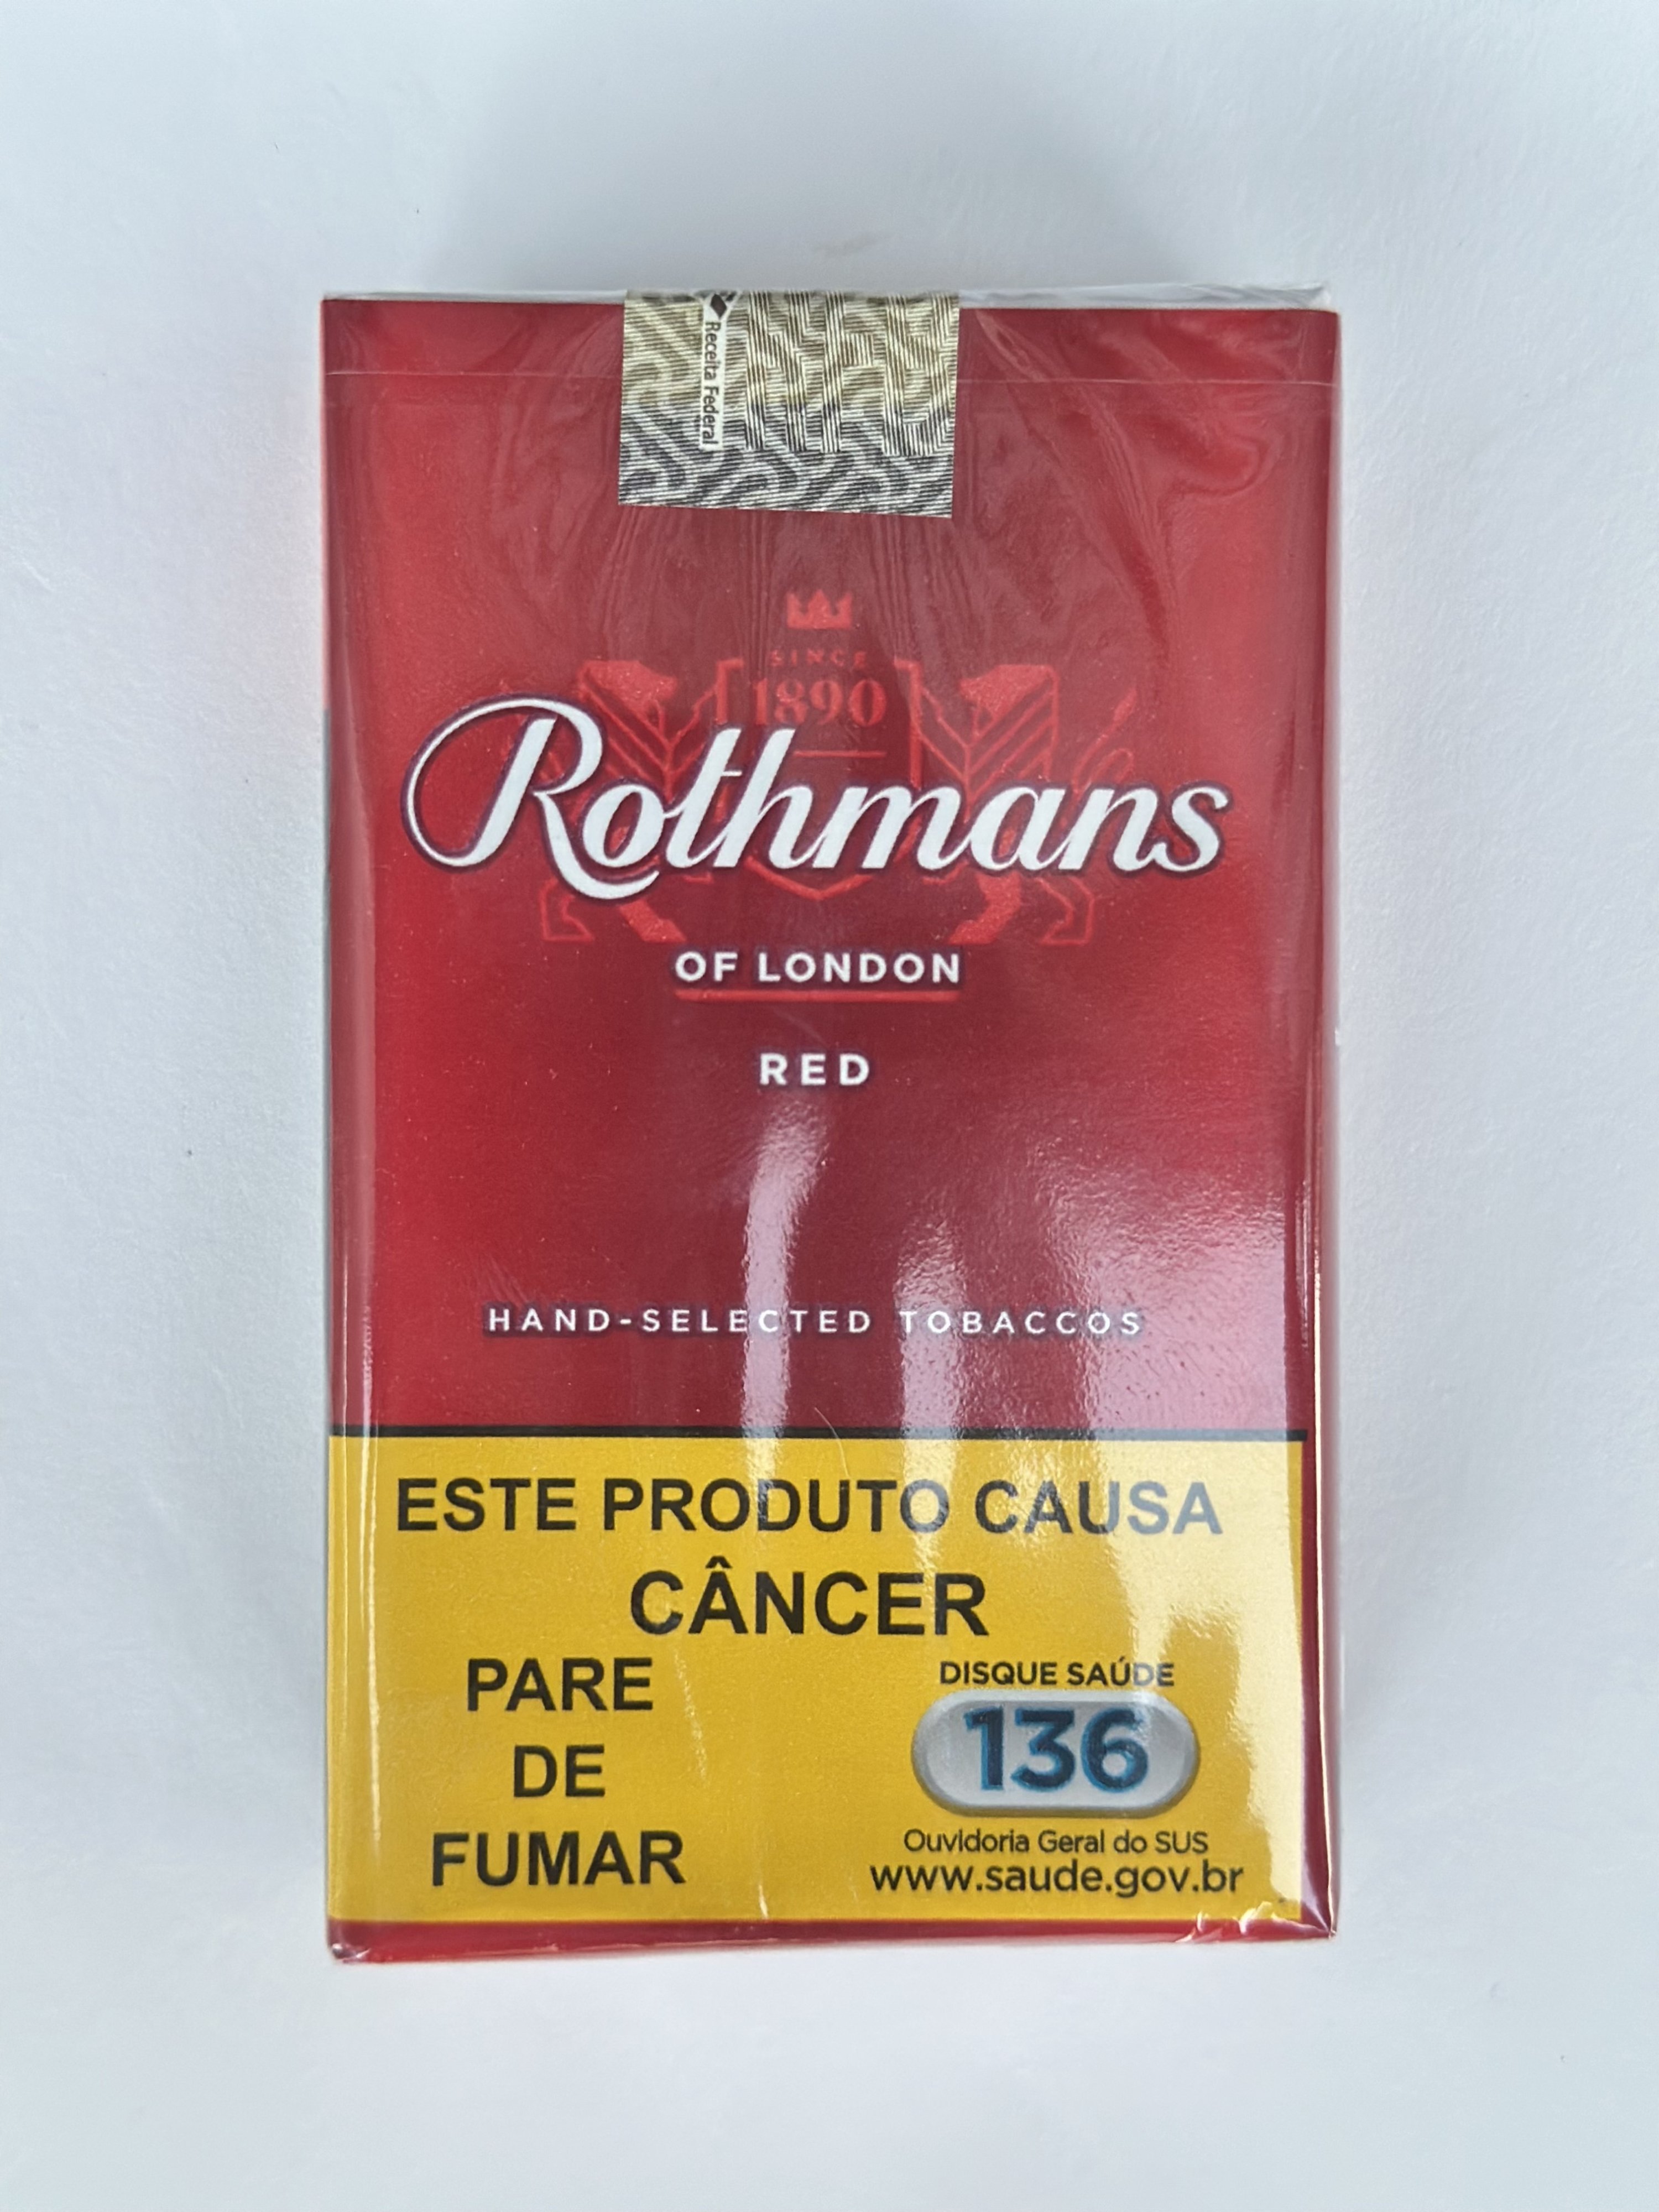 Receita Federal
SINCE
1890
Rothmans
OF LONDON
RED
HAND-SELECTED TOBACCOS
ESTE PRODUTO CAUSA
CÂNCER
PARE
DE
FUMAR
DISQUE SAÚDE
136
Ouvidoria Geral do SUS
www.saude.gov.br